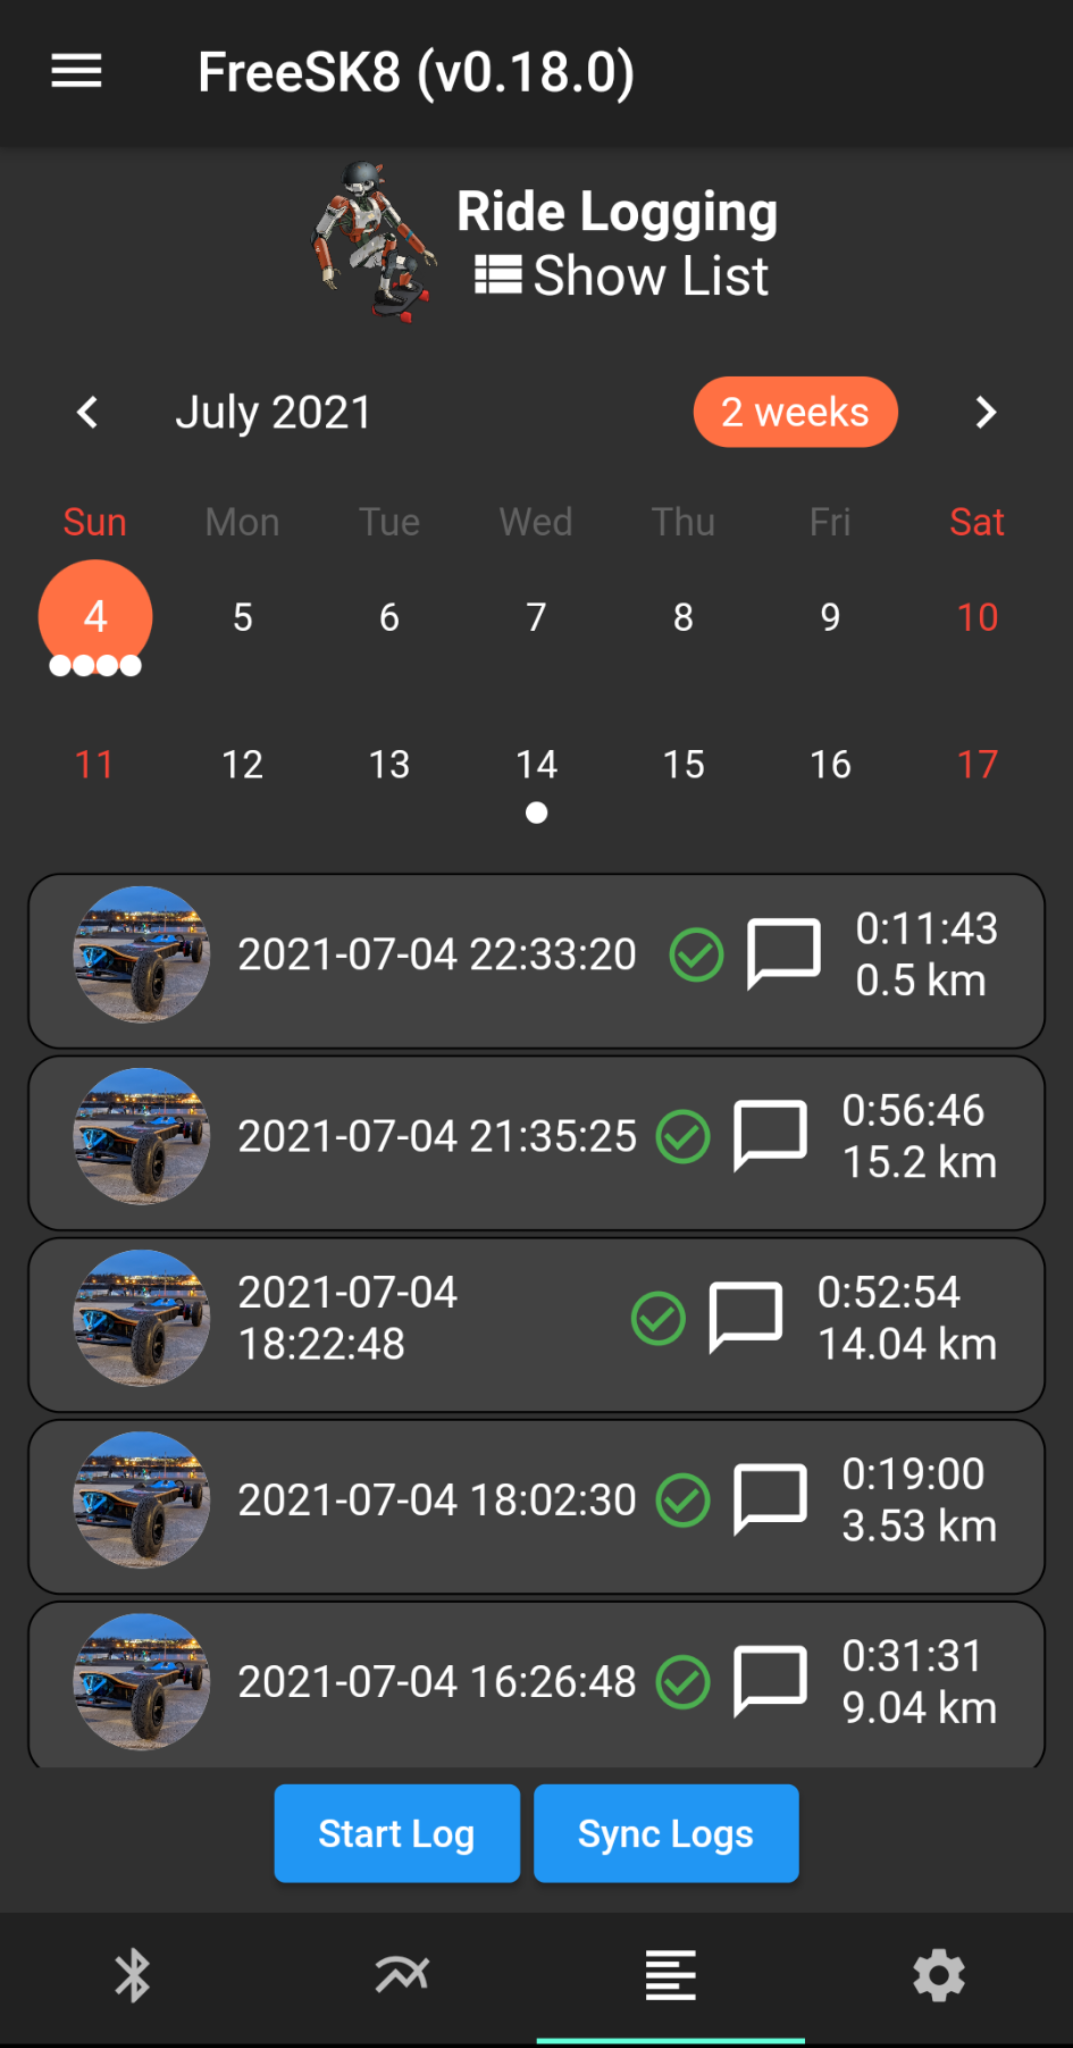 FreeSK8 (v0.18.0)
Ride Logging
Show List
July 2021
2 weeks
Sun Mon Tue Wed Thu Fri Sat
4 5 6 7 8 9 10
11 12 13 14 15 16 17
2021-07-04 22:33:20
0:11:43
0.5 km
2021-07-04 21:35:25
0:56:46
15.2 km
2021-07-04
18:22:48
0:52:54
14.04 km
2021-07-04 18:02:30
0:19:00
3.53 km
2021-07-04 16:26:48
0:31:31
9.04 km
Start Log
Sync Logs